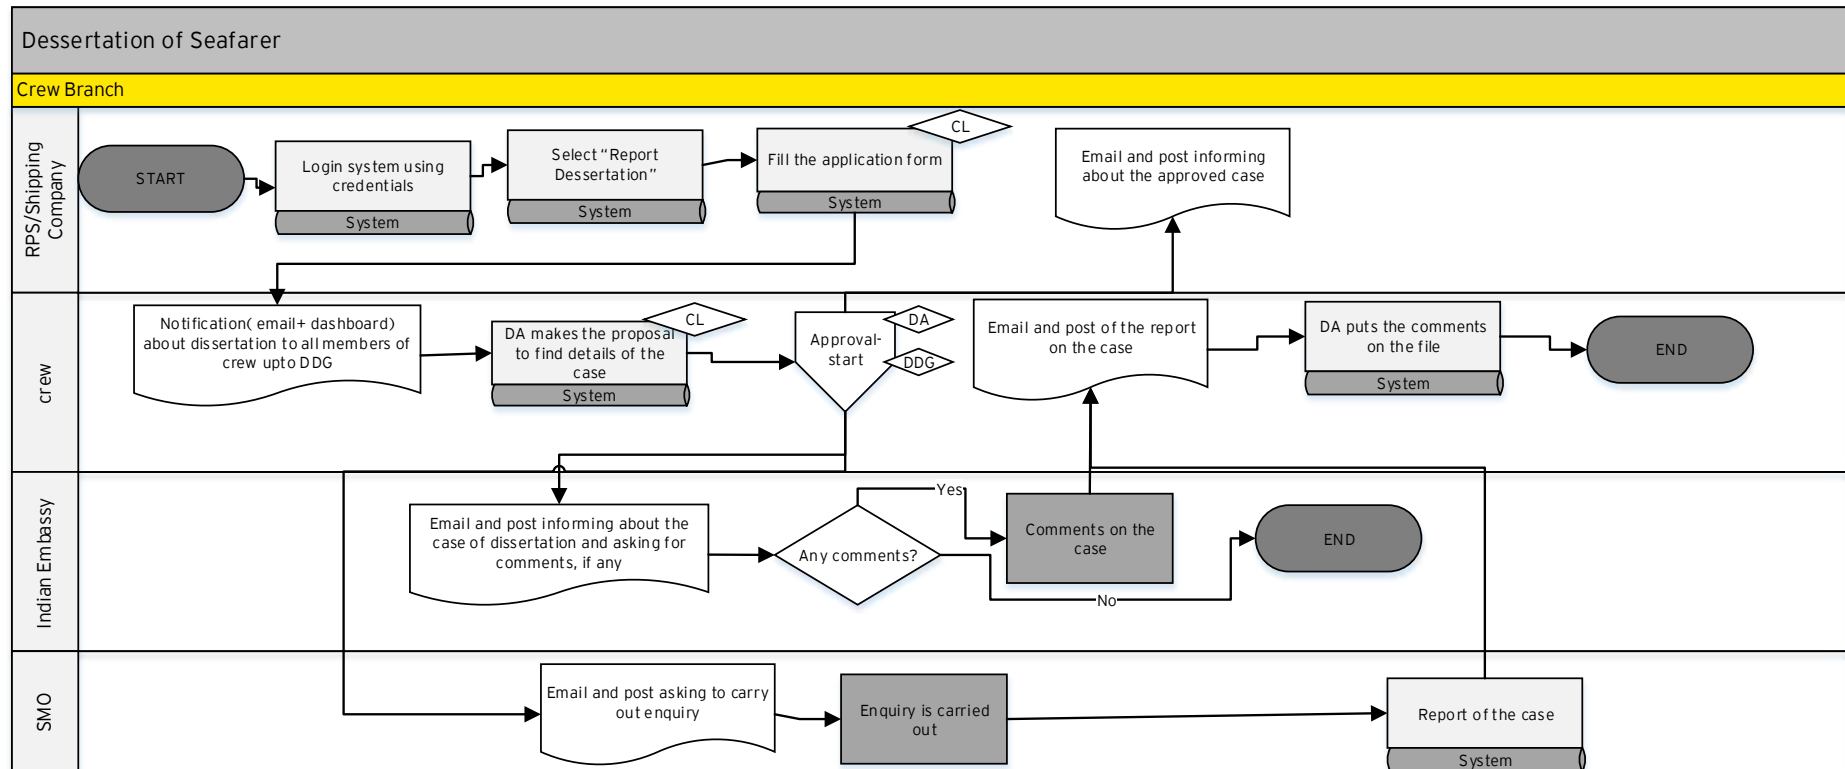 Dessertation of Seafarer
Crew Branch
RPS/Shipping
Company
START
Login system using
credentials
System
Select “Report
Dessertation”
System
Fill the application form
System
CL
Email and post informing
about the approved case
crew
Notification( email+ dashboard)
about dissertation to all members of
crew upto DDG
DA makes the proposal
to find details of the
case
System
CL
Approval-
start
DA
DDG
Email and post of the report
on the case
DA puts the comments
on the file
System
END
Indian Embassy
Email and post informing about the
case of dissertation and asking for
comments, if any
Any comments?
Yes
No
Comments on the
case
END
SMO
Email and post asking to carry
out enquiry
Enquiry is carried
out
Report of the case
System